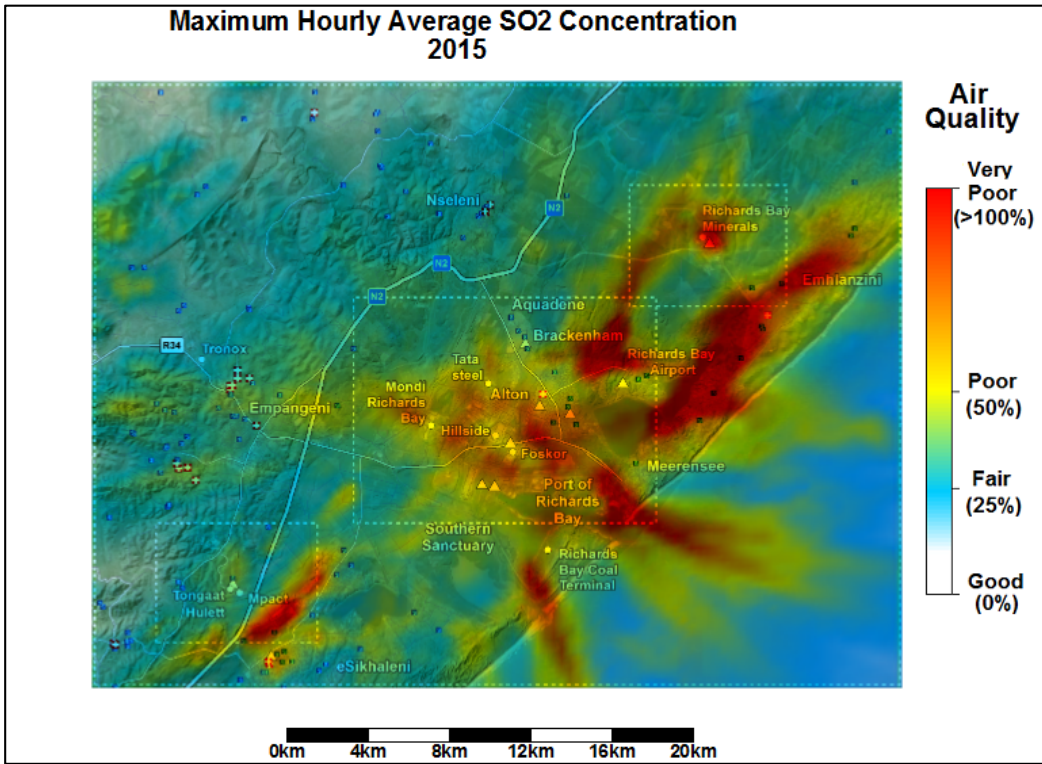 Maximum Hourly Average SO2 Concentration
2015
Air
Quality
Very
Poor
(>100%)
Poor
(50%)
Fair
(25%)
Good
(0%)
Nseleni
N2
Richards Bay
Minerals
N2
Emhlanzini
N2
Aquadene
Brackenham
R34
Tronox
Tata
steel
Richards Bay
Airport
Mondi
Richards
Bay
Alton
Empangeni
Hillside
Foskor
Meerensee
Port of
Richards
Bay
Southern
Sanctuary
Richards
Bay Coal
Terminal
Tongaat
Hulett
Mpact
eSikhaleni
0km
4km
8km
12km
16km
20km